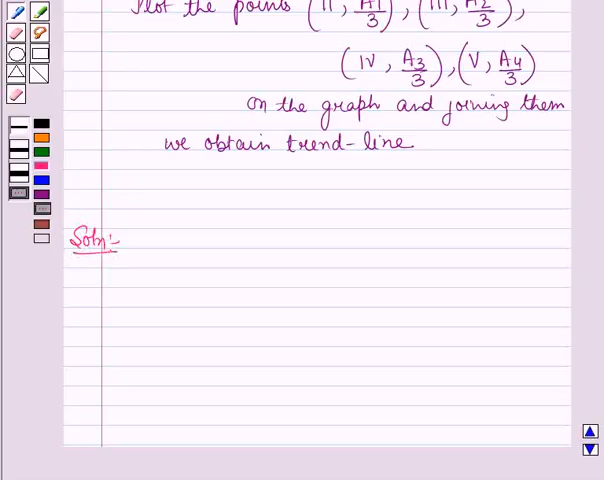 Plot the points (II, A1/3), (III, A2/3),
(IV, A3/3), (V, A4/3)
on the graph and joining them
we obtain trend-line
Soln:-